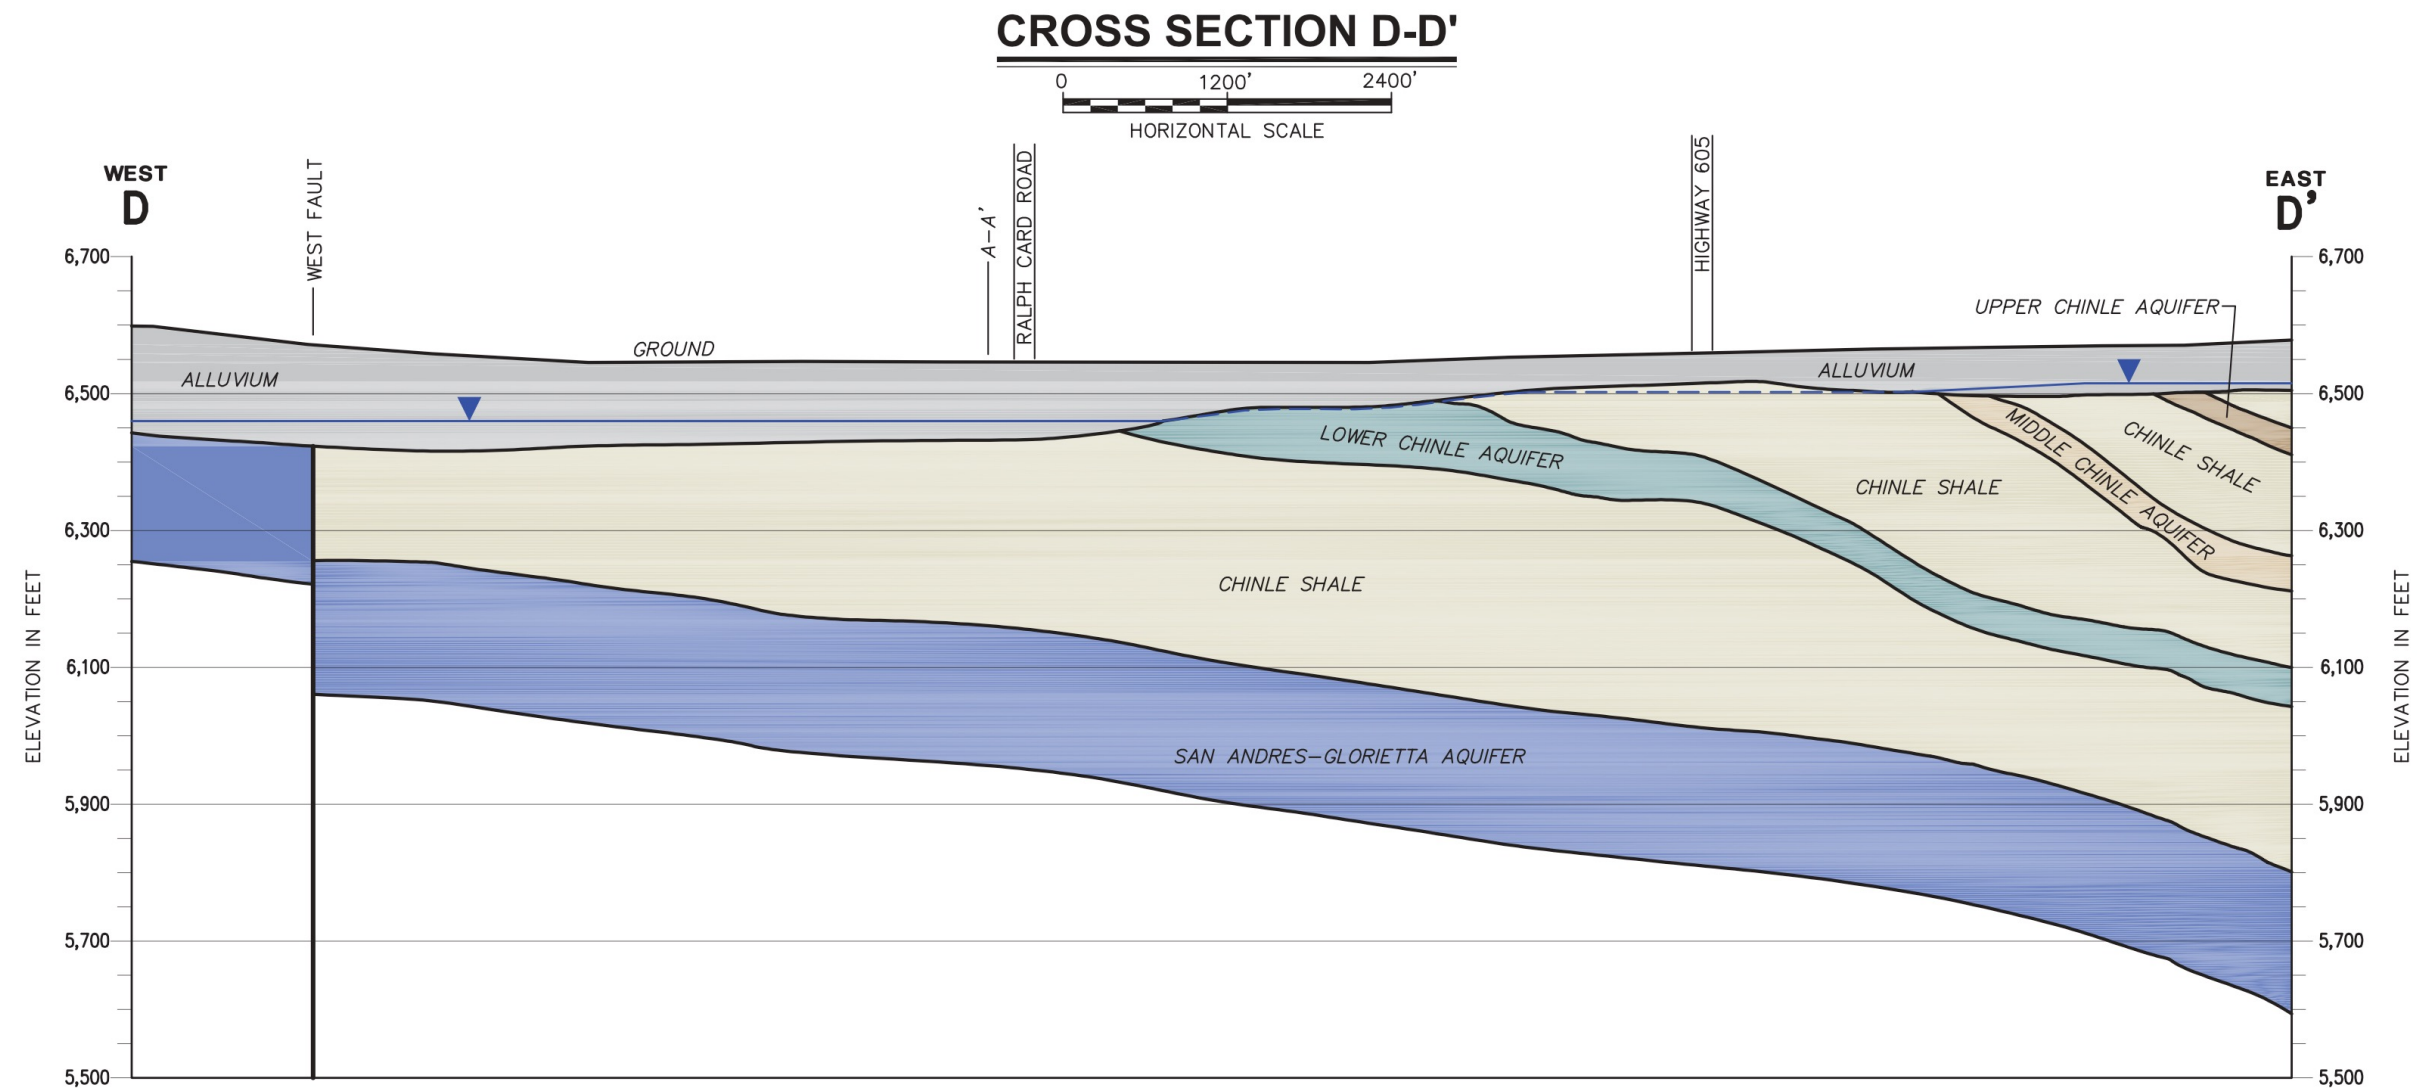 CROSS SECTION D-D'
0 1200' 2400'
HORIZONTAL SCALE
WEST
D
EAST
D'
WEST FAULT
A-A'
RALPH CARD ROAD
HIGHWAY 605
6,700
6,500
6,300
6,100
5,900
5,700
5,500
ELEVATION IN FEET
UPPER CHINLE AQUIFER
GROUND
ALLUVIUM
ALLUVIUM
LOWER CHINLE AQUIFER
MIDDLE CHINLE AQUIFER
CHINLE SHALE
CHINLE SHALE
CHINLE SHALE
SAN ANDRES-GLORIETTA AQUIFER
6,700
6,500
6,300
6,100
5,900
5,700
5,500
ELEVATION IN FEET